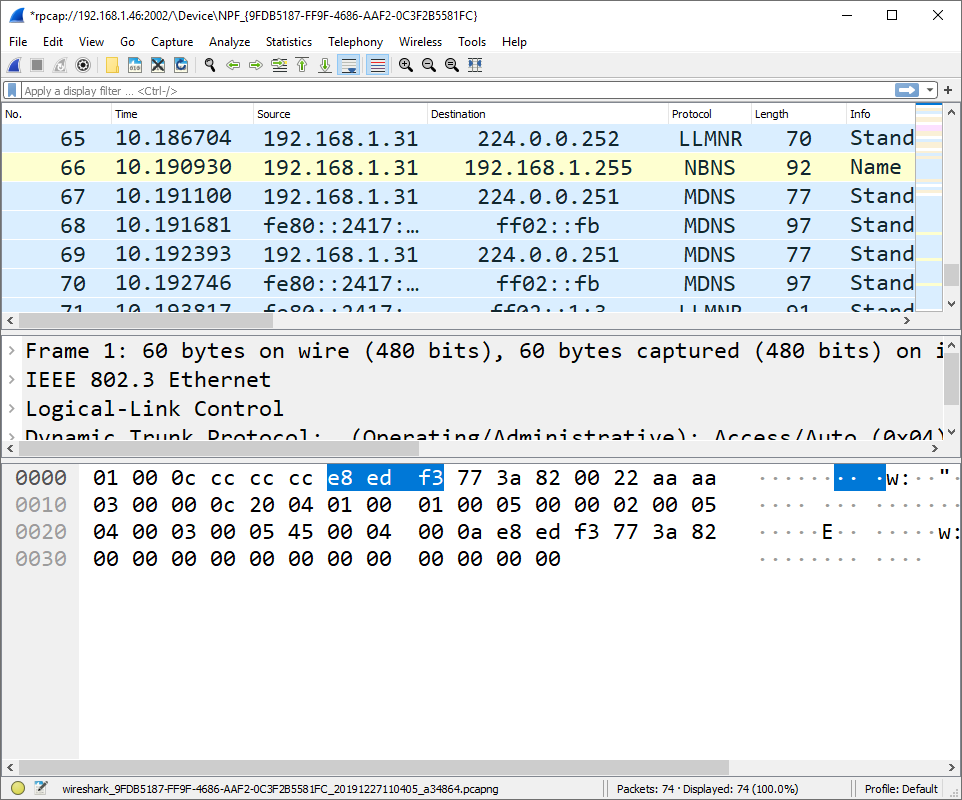 *rpcap://192.168.1.46:2002/\Device\NPF_{9FDB5187-FF9F-4686-AAF2-0C3F2B5581FC}
File Edit View Go Capture Analyze Statistics Telephony Wireless Tools Help
Apply a display filter ... <Ctrl-/>
No. Time Source Destination Protocol Length Info
65 10.186704 192.168.1.31 224.0.0.252 LLMNR 70 Stand
66 10.190930 192.168.1.31 192.168.1.255 NBNS 92 Name
67 10.191100 192.168.1.31 224.0.0.251 MDNS 77 Stand
68 10.191681 fe80::2417:… ff02::fb MDNS 97 Stand
69 10.192393 192.168.1.31 224.0.0.251 MDNS 77 Stand
70 10.192746 fe80::2417:… ff02::fb MDNS 97 Stand
71 10.193817 fe80::2417: ff02::1:3 LLMNR 91 Stand
Frame 1: 60 bytes on wire (480 bits), 60 bytes captured (480 bits) on i
IEEE 802.3 Ethernet
Logical-Link Control
Dynamic Trunk Protocol: (Operating/Administrative): Access/Auto (0x04)
0000 01 00 0c cc cc cc e8 ed f3 77 3a 82 00 22 aa aa ········ ·w:··"
0010 03 00 00 0c 20 04 01 00 01 00 05 00 00 02 00 05 ···· ··· ·······
0020 04 00 03 00 05 45 00 04 00 0a e8 ed f3 77 3a 82 ·····E·· ·····w:
0030 00 00 00 00 00 00 00 00 00 00 00 00 ········ ····
wireshark_9FDB5187-FF9F-4686-AAF2-0C3F2B5581FC_20191227110405_a34864.pcapng Packets: 74 · Displayed: 74 (100.0%) Profile: Default